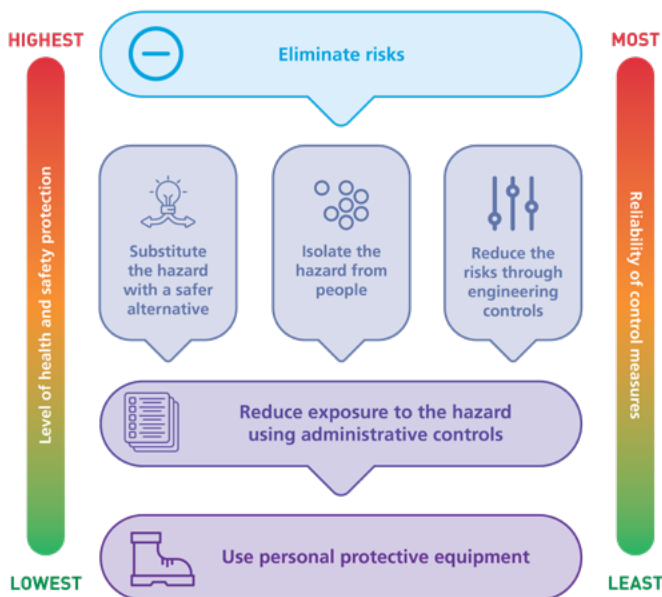 HIGHEST
MOST
Eliminate risks
Level of health and safety protection
Reliability of control measures
Substitute
the hazard
with a safer
alternative
Isolate the
hazard from
people
Reduce the
risks through
engineering
controls
Reduce exposure to the hazard
using administrative controls
Use personal protective equipment
LOWEST
LEAST